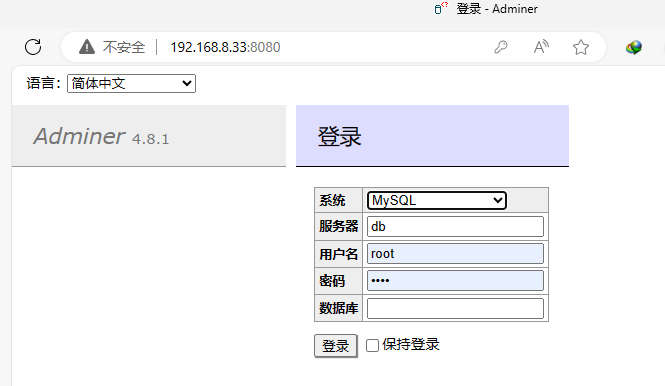 登录 - Adminer
不安全 192.168.8.33:8080
语言: 简体中文
Adminer 4.8.1
登录
系统 MySQL
服务器 db
用户名 root
密码 ••••
数据库
登录 保持登录